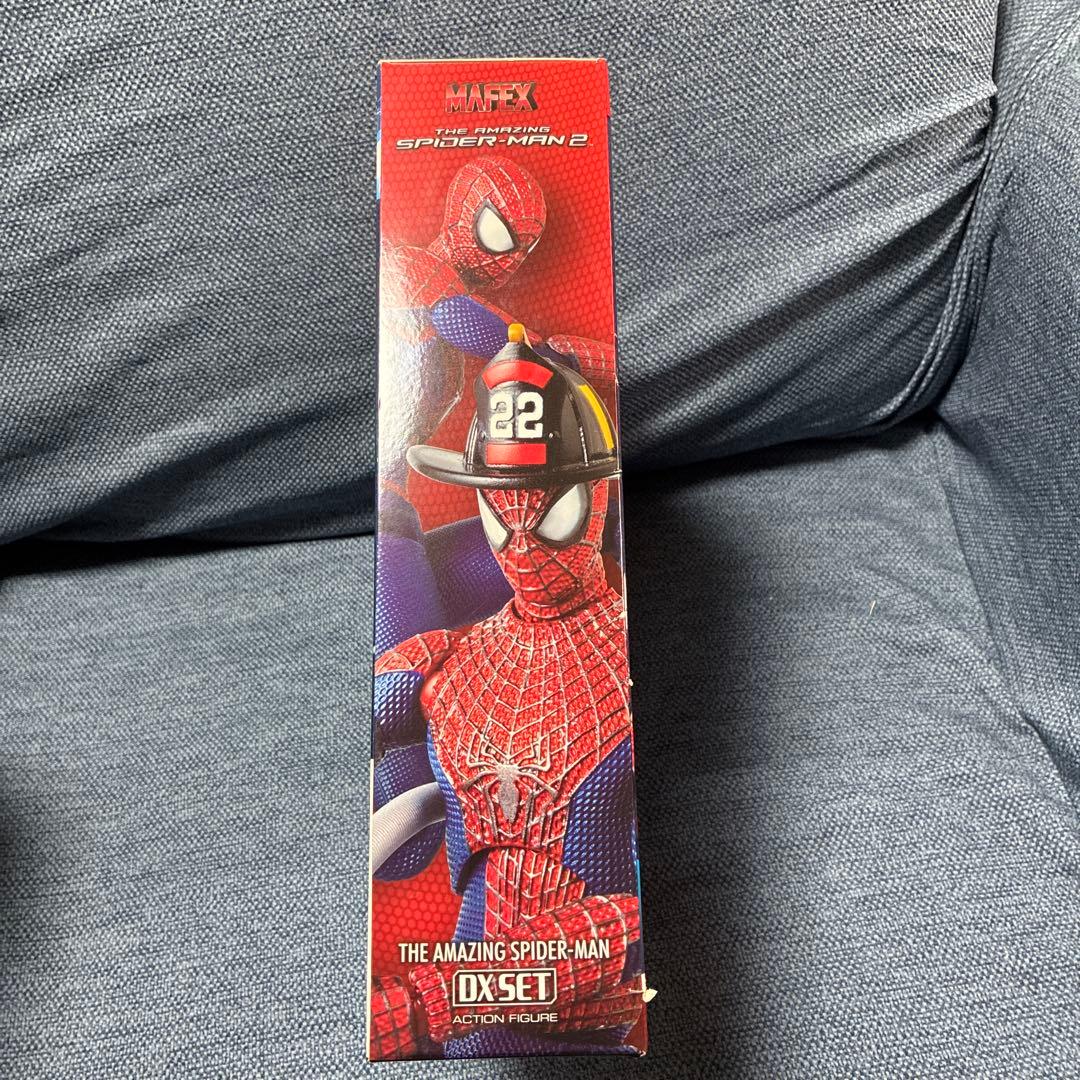 MAFEX
THE AMAZING
SPIDER-MAN 2
22
THE AMAZING SPIDER-MAN
DX SET
ACTION FIGURE